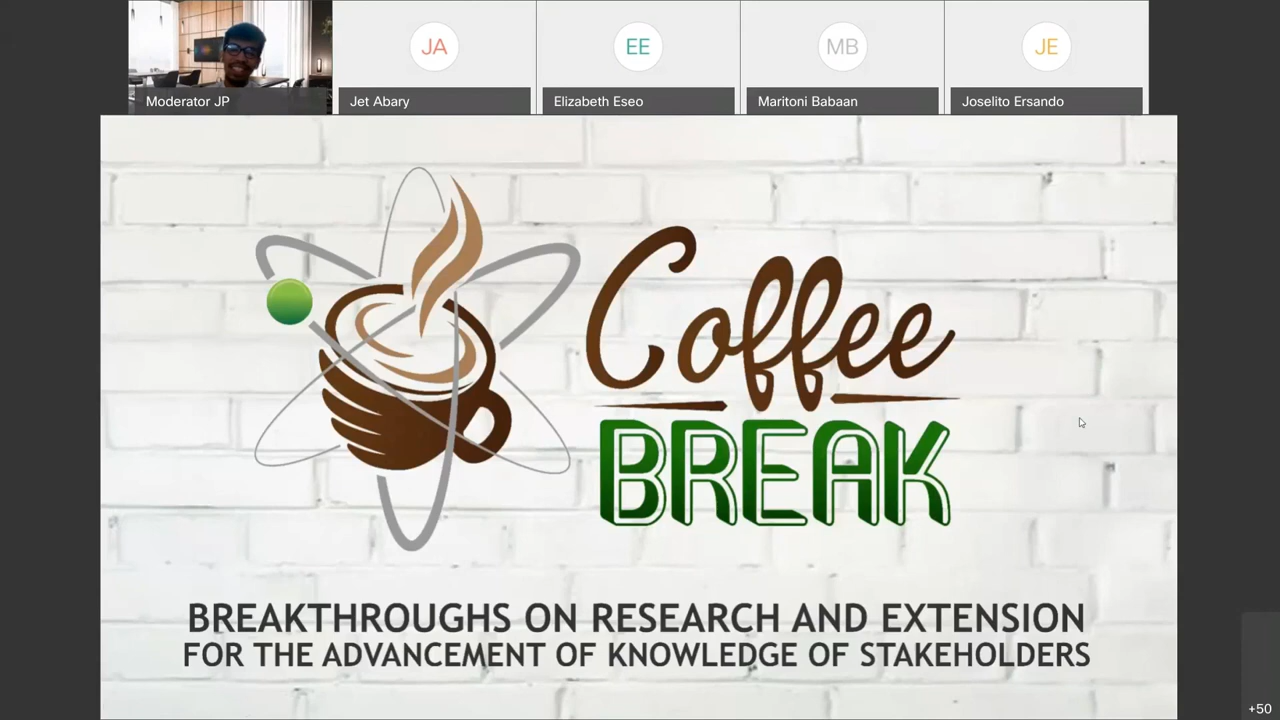 JA
EE
MB
JE
Moderator JP
Jet Abary
Elizabeth Eseo
Maritoni Babaan
Joselito Ersando
Coffee
BREAK
BREAKTHROUGHS ON RESEARCH AND EXTENSION
FOR THE ADVANCEMENT OF KNOWLEDGE OF STAKEHOLDERS
+50